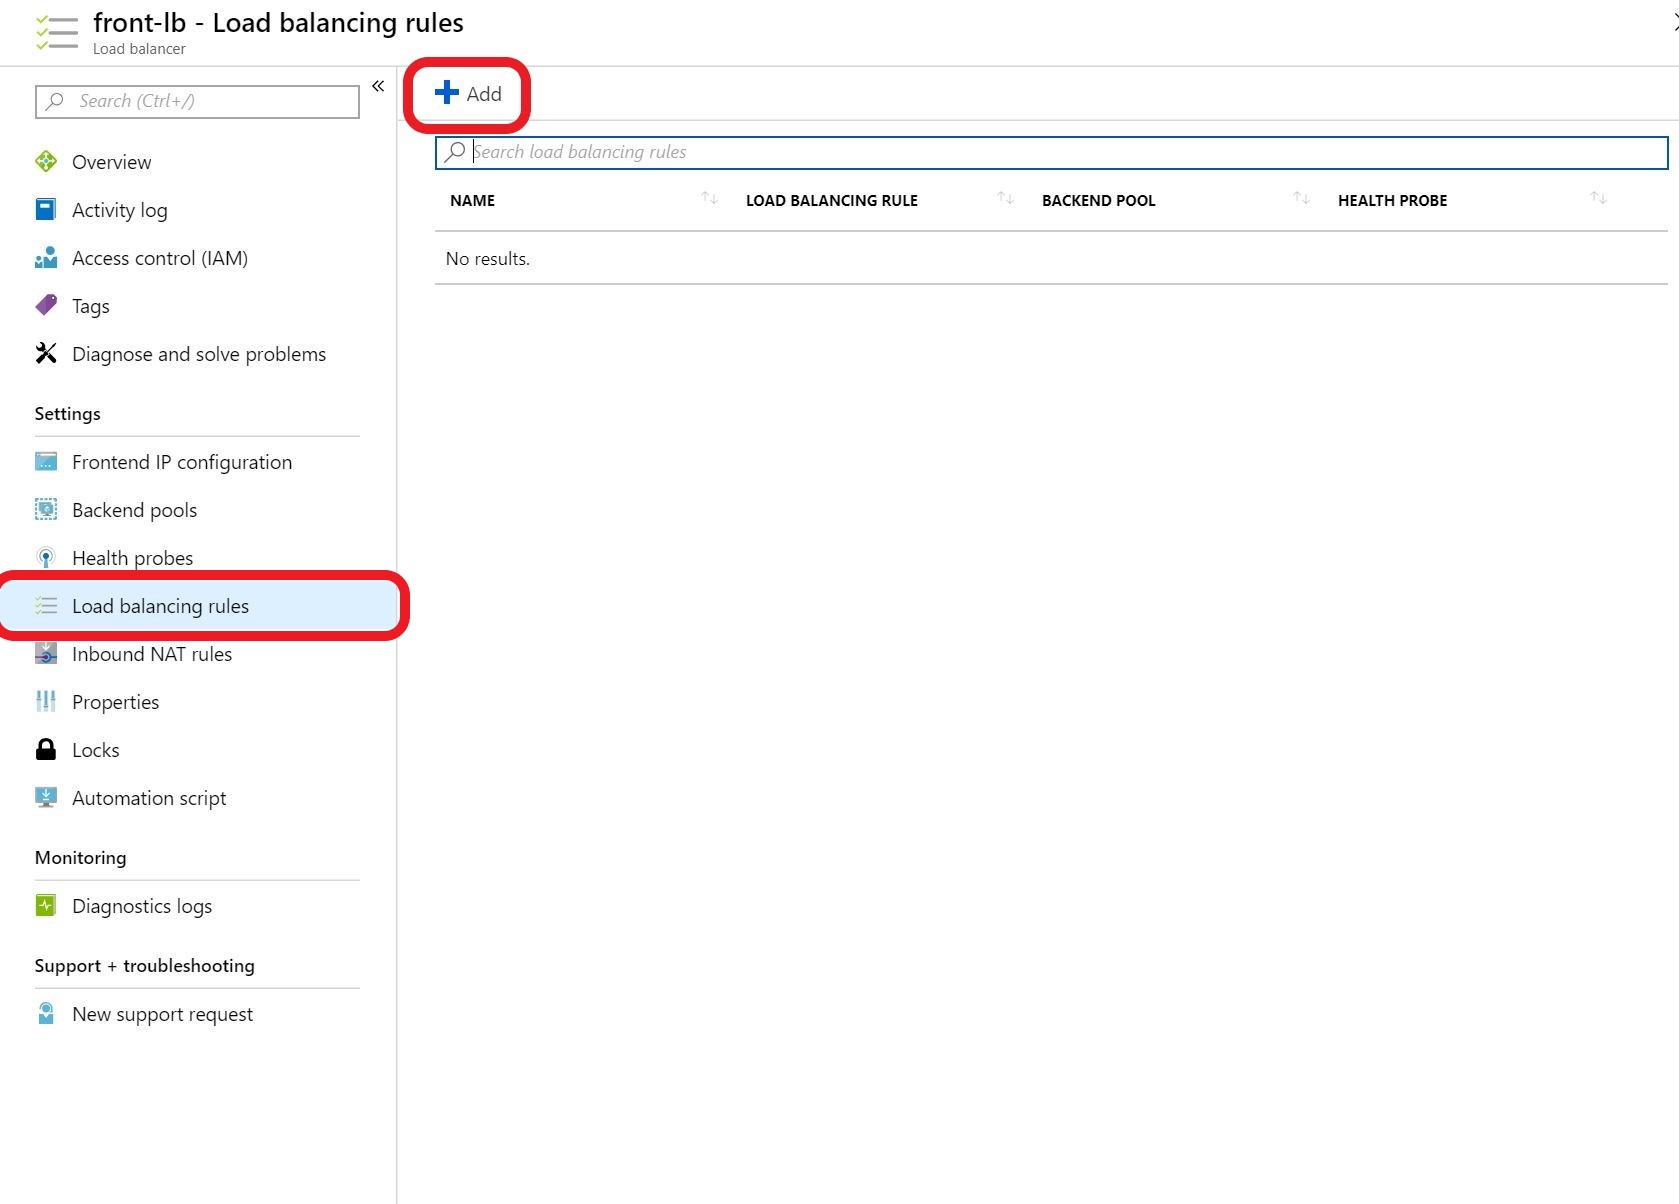 front-lb - Load balancing rules
Load balancer
Search (Ctrl+/)
Overview
Activity log
Access control (IAM)
Tags
Diagnose and solve problems
Settings
Frontend IP configuration
Backend pools
Health probes
Load balancing rules
Inbound NAT rules
Properties
Locks
Automation script
Monitoring
Diagnostics logs
Support + troubleshooting
New support request
Add
Search load balancing rules
NAME LOAD BALANCING RULE BACKEND POOL HEALTH PROBE
No results.